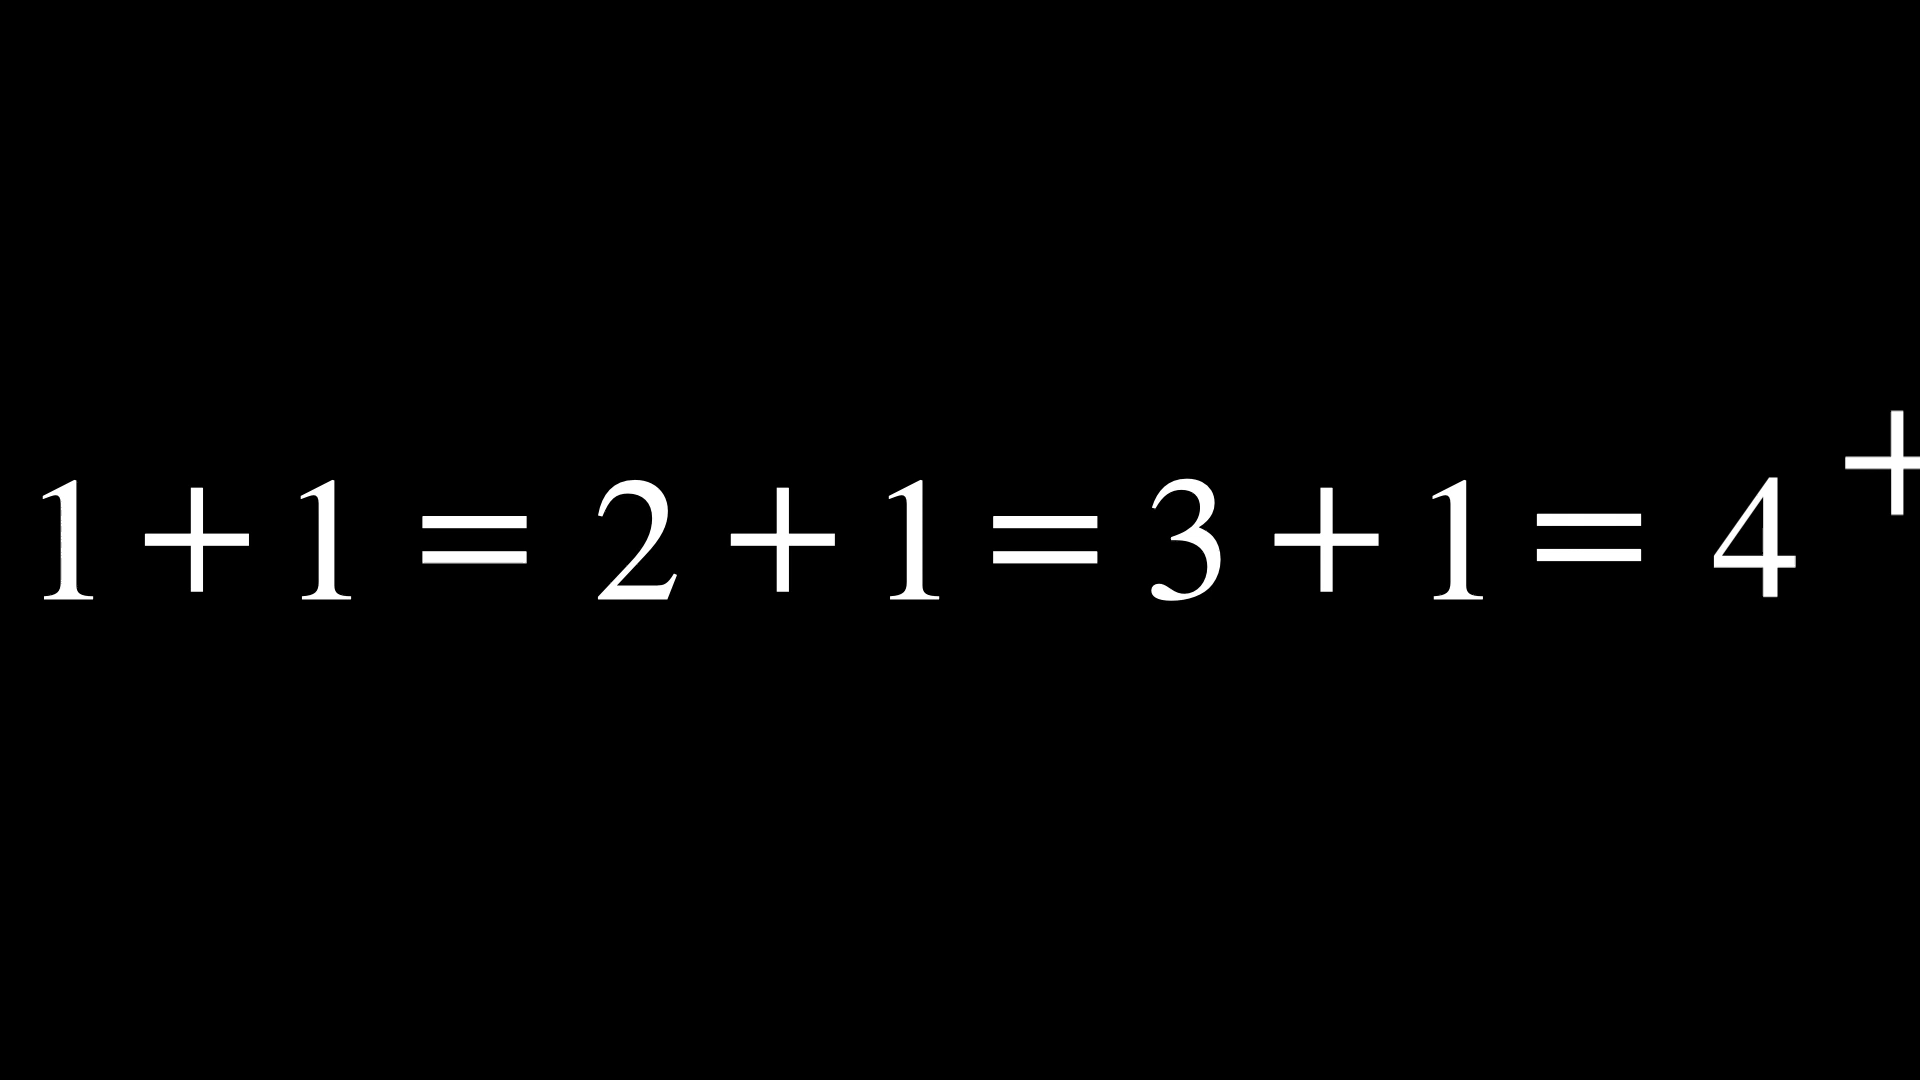 1 + 1 = 2 + 1 = 3 + 1 = 4 +